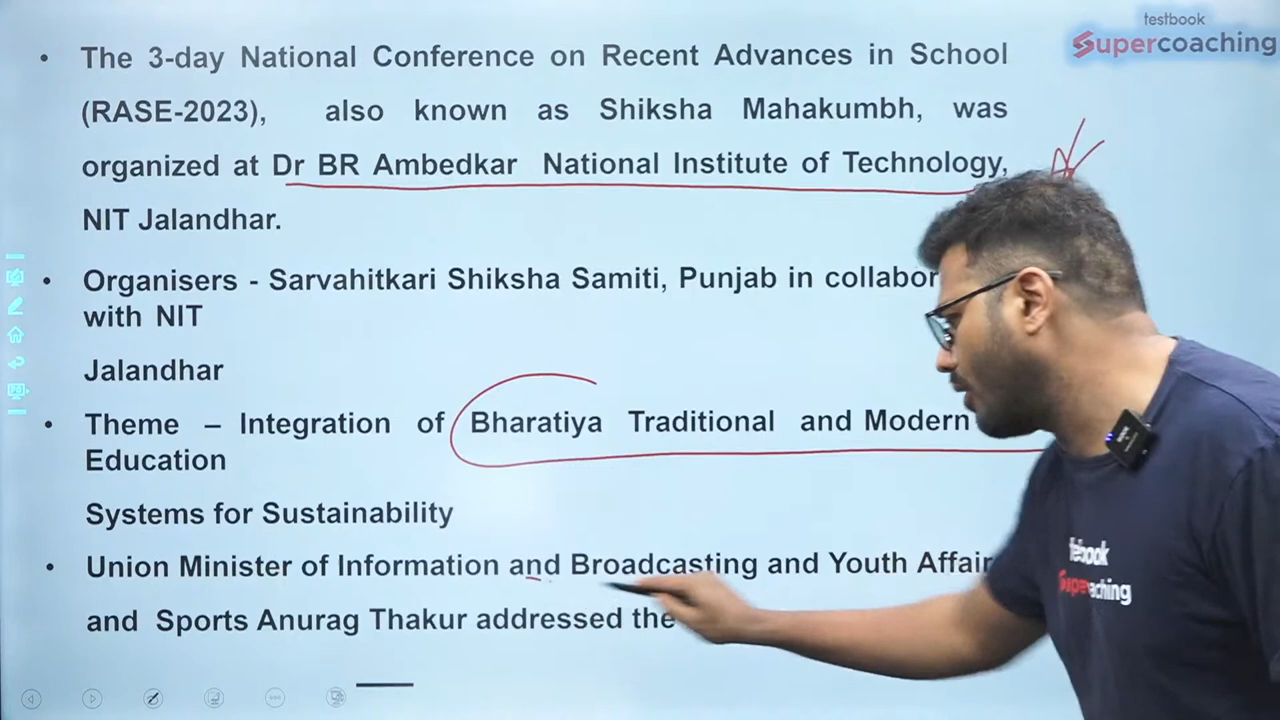 testbook
Supercoaching
• The 3-day National Conference on Recent Advances in School
(RASE-2023), also known as Shiksha Mahakumbh, was
organized at Dr BR Ambedkar National Institute of Technology,
NIT Jalandhar.
• Organisers - Sarvahitkari Shiksha Samiti, Punjab in collabor
with NIT
Jalandhar
• Theme – Integration of Bharatiya Traditional and Modern
Education
Systems for Sustainability
• Union Minister of Information and Broadcasting and Youth Affair
and Sports Anurag Thakur addressed the
testbook
Supercoaching